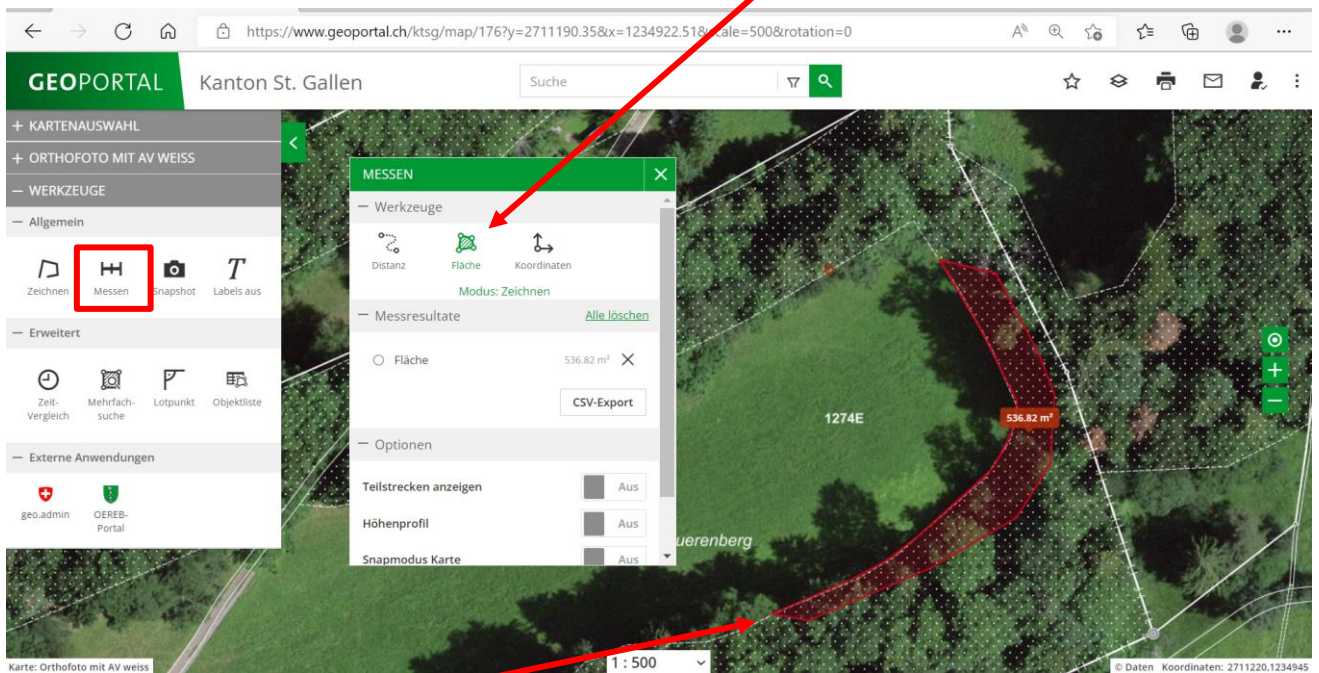 https://www.geoportal.ch/ktsg/map/176?y=2711190.35&x=1234922.51&scale=500&rotation=0
GEOPORTAL Kanton St. Gallen Suche
+ KARTENAUSWAHL
+ ORTHOFOTO MIT AV WEISS
— WERKZEUGE
— Allgemein
Zeichnen Messen Snapshot Labels aus
— Erweitert
Zeit-Vergleich Mehrfach-suche Lotpunkt Objektliste
— Externe Anwendungen
geo.admin OEREB-Portal
MESSEN
— Werkzeuge
Distanz Fläche Koordinaten
Modus: Zeichnen
— Messresultate Alle löschen
Fläche 536.82 m²
CSV-Export
— Optionen
Teilstrecken anzeigen Aus
Höhenprofil Aus
Snapmodus Karte Aus
1274E
536.82 m²
uerenberg
Karte: Orthofoto mit AV weiss
1 : 500
© Daten Koordinaten: 2711220,1234945